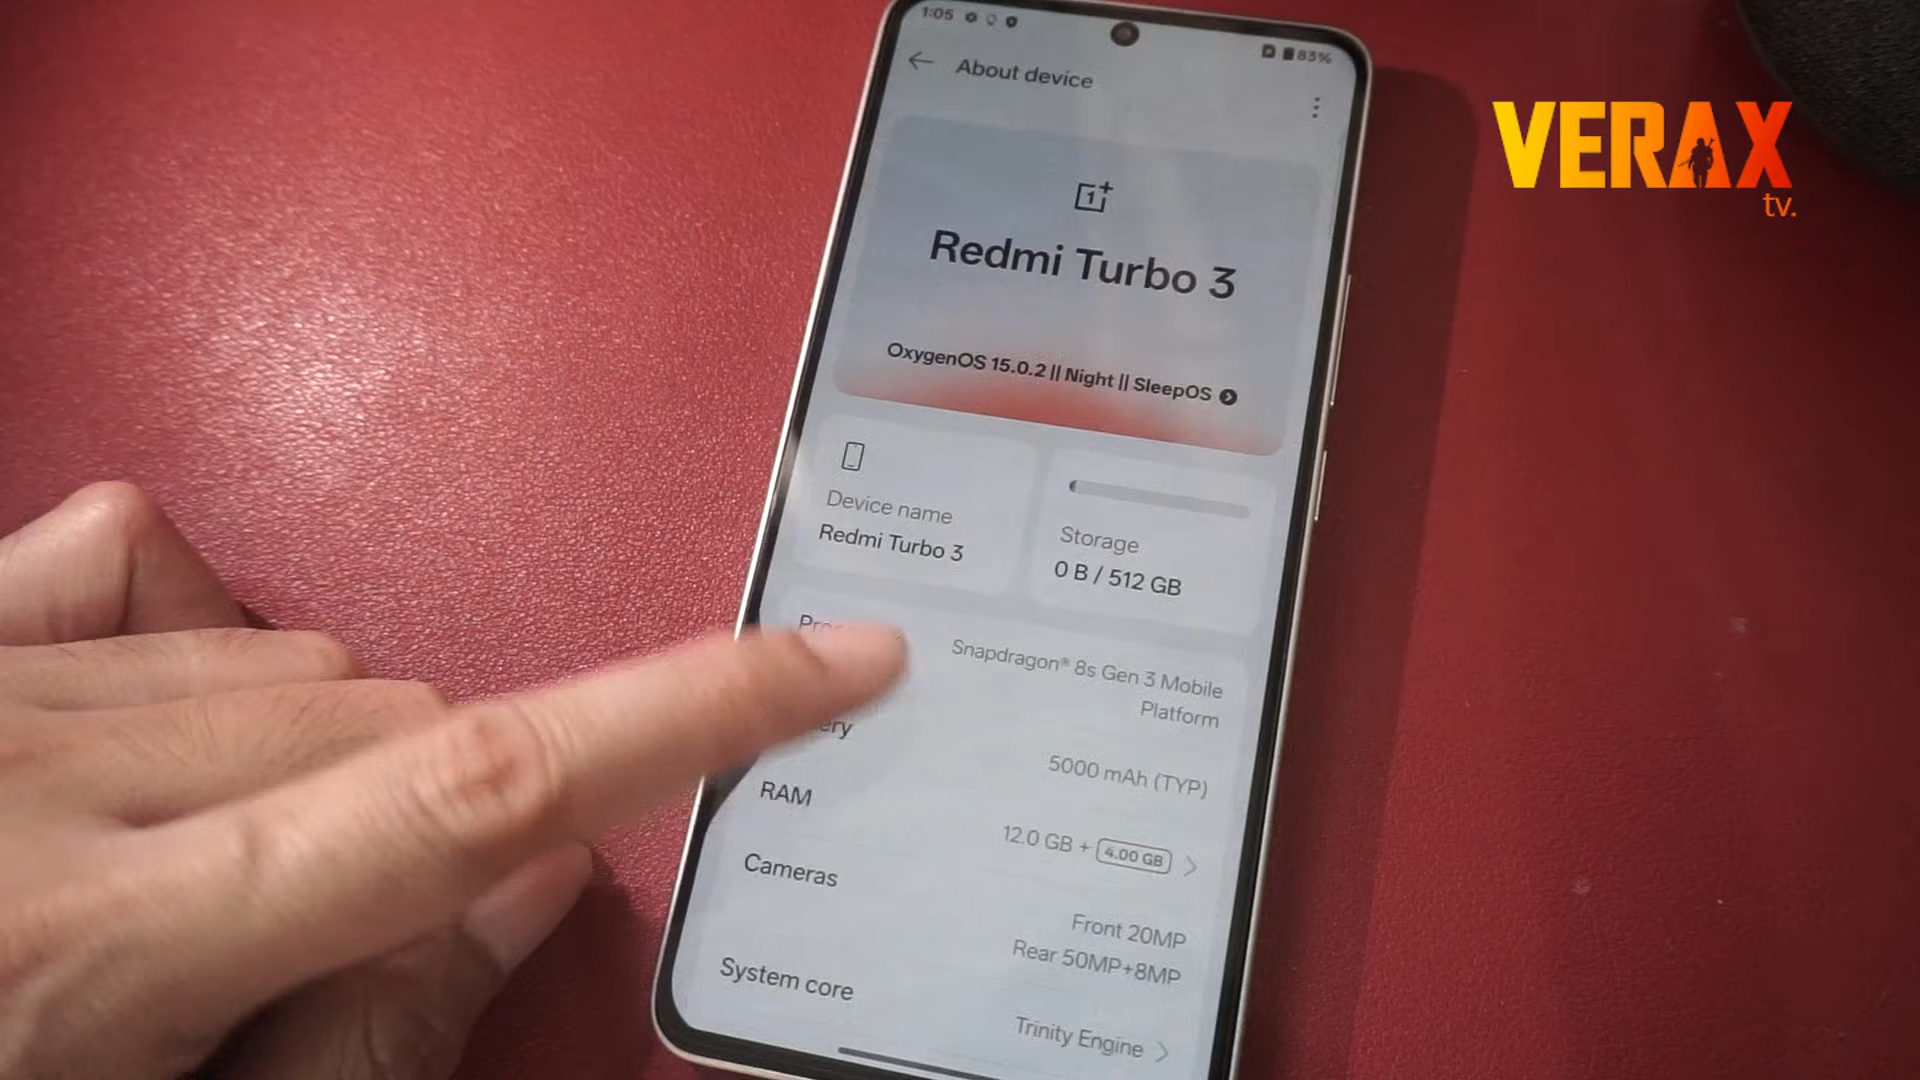 1:05
83%
About device
VERAX
tv.
Redmi Turbo 3
OxygenOS 15.0.2 || Night || SleepOS
Device name
Redmi Turbo 3
Storage
0 B / 512 GB
Snapdragon® 8s Gen 3 Mobile
Platform
5000 mAh (TYP)
RAM
12.0 GB + 4.00 GB
Cameras
Front 20MP
Rear 50MP+8MP
System core
Trinity Engine